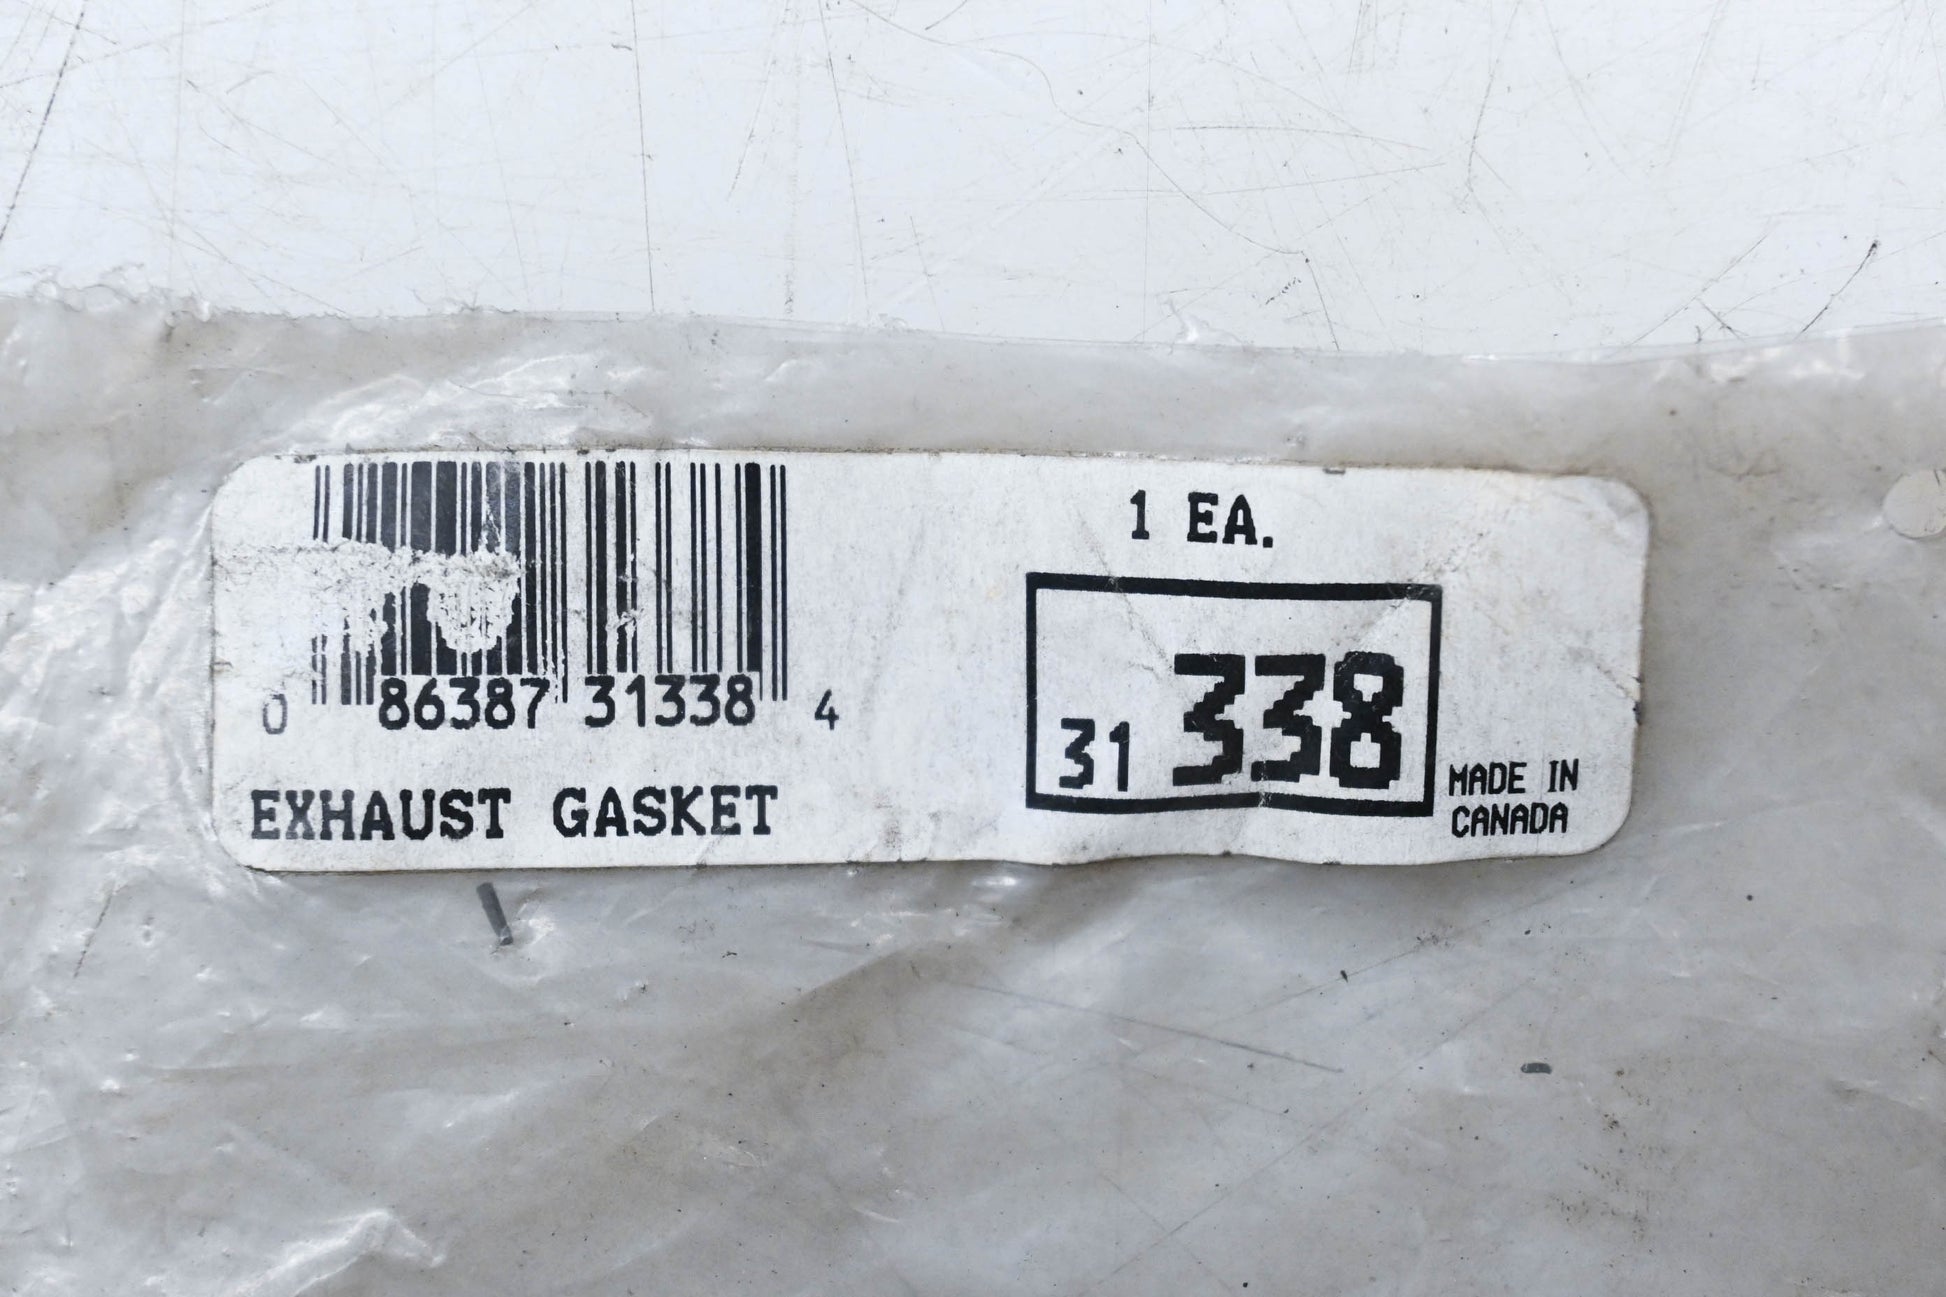 0 86387 31338 4
EXHAUST GASKET
1 EA.
31 338
MADE IN
CANADA